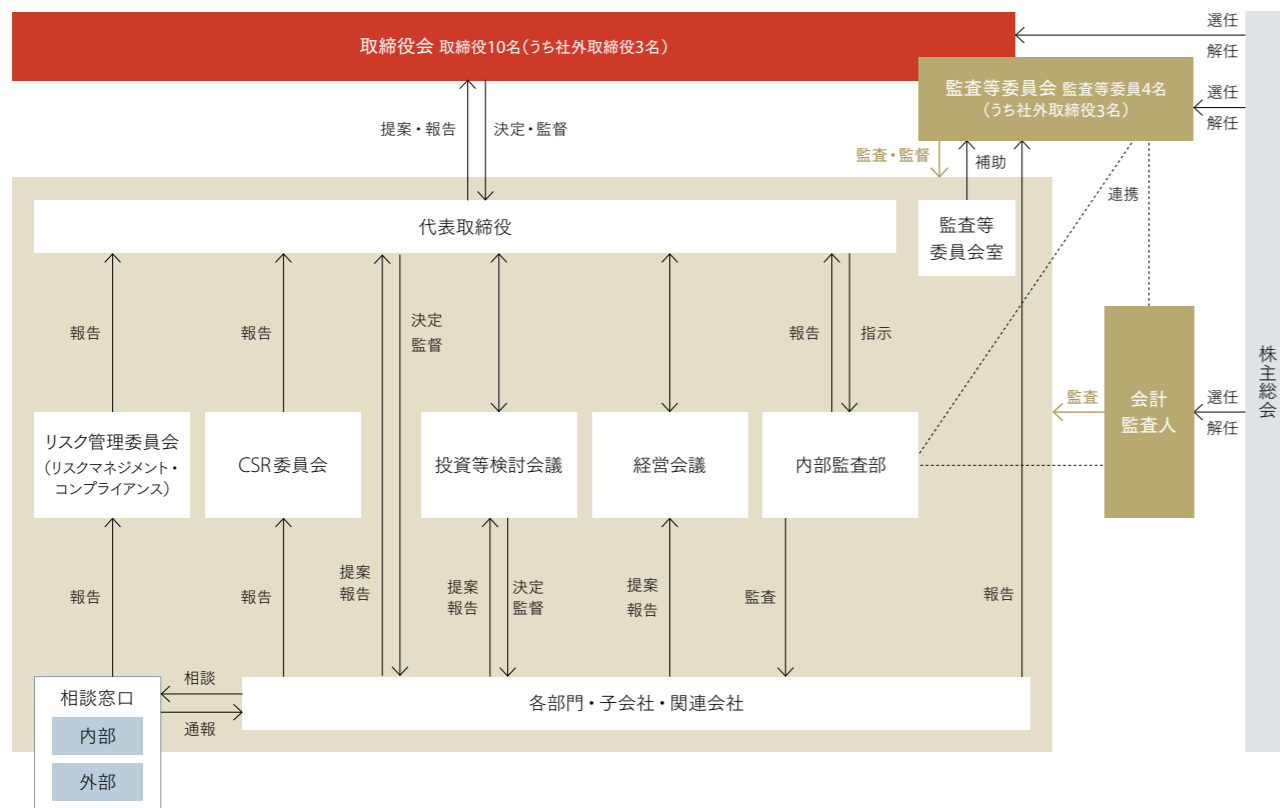 取締役会 取締役10名(うち社外取締役3名)
選任
解任
監査等委員会 監査等委員4名
(うち社外取締役3名)
選任
解任
提案・報告
決定・監督
監査・監督
補助
連携
代表取締役
監査等
委員会室
報告
報告
決定
監督
報告
指示
株主総会
会計
監査人
監査
選任
解任
リスク管理委員会
(リスクマネジメント・
コンプライアンス)
CSR委員会
投資等検討会議
経営会議
内部監査部
報告
報告
提案
報告
提案
報告
決定
監督
提案
報告
監査
報告
相談
通報
相談窓口
内部
外部
各部門・子会社・関連会社